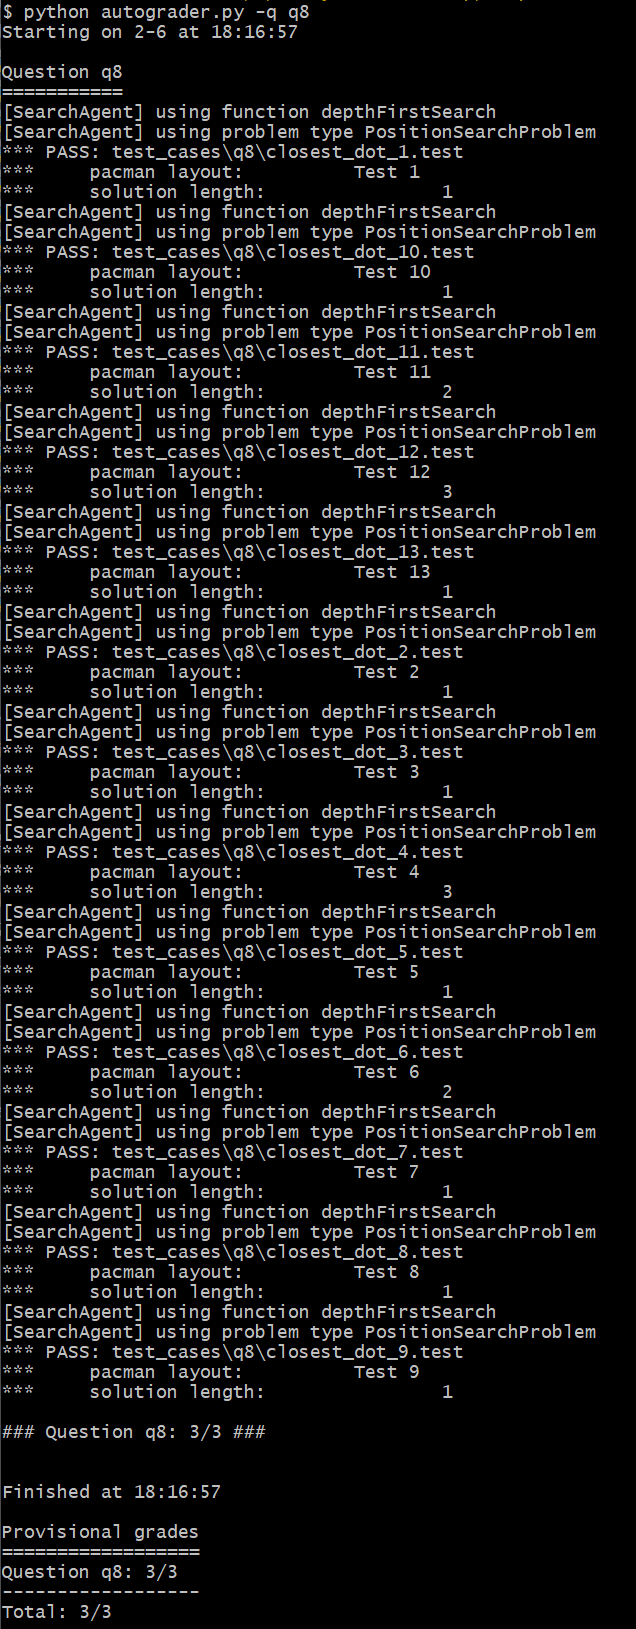 $ python autograder.py -q q8
Starting on 2-6 at 18:16:57
Question q8
===========
[SearchAgent] using function depthFirstSearch
[SearchAgent] using problem type PositionSearchProblem
*** PASS: test_cases\q8\closest_dot_1.test
***     pacman layout:          Test 1
***     solution length:                1
[SearchAgent] using function depthFirstSearch
[SearchAgent] using problem type PositionSearchProblem
*** PASS: test_cases\q8\closest_dot_10.test
***     pacman layout:          Test 10
***     solution length:                1
[SearchAgent] using function depthFirstSearch
[SearchAgent] using problem type PositionSearchProblem
*** PASS: test_cases\q8\closest_dot_11.test
***     pacman layout:          Test 11
***     solution length:                2
[SearchAgent] using function depthFirstSearch
[SearchAgent] using problem type PositionSearchProblem
*** PASS: test_cases\q8\closest_dot_12.test
***     pacman layout:          Test 12
***     solution length:                3
[SearchAgent] using function depthFirstSearch
[SearchAgent] using problem type PositionSearchProblem
*** PASS: test_cases\q8\closest_dot_13.test
***     pacman layout:          Test 13
***     solution length:                1
[SearchAgent] using function depthFirstSearch
[SearchAgent] using problem type PositionSearchProblem
*** PASS: test_cases\q8\closest_dot_2.test
***     pacman layout:          Test 2
***     solution length:                1
[SearchAgent] using function depthFirstSearch
[SearchAgent] using problem type PositionSearchProblem
*** PASS: test_cases\q8\closest_dot_3.test
***     pacman layout:          Test 3
***     solution length:                1
[SearchAgent] using function depthFirstSearch
[SearchAgent] using problem type PositionSearchProblem
*** PASS: test_cases\q8\closest_dot_4.test
***     pacman layout:          Test 4
***     solution length:                3
[SearchAgent] using function depthFirstSearch
[SearchAgent] using problem type PositionSearchProblem
*** PASS: test_cases\q8\closest_dot_5.test
***     pacman layout:          Test 5
***     solution length:                1
[SearchAgent] using function depthFirstSearch
[SearchAgent] using problem type PositionSearchProblem
*** PASS: test_cases\q8\closest_dot_6.test
***     pacman layout:          Test 6
***     solution length:                2
[SearchAgent] using function depthFirstSearch
[SearchAgent] using problem type PositionSearchProblem
*** PASS: test_cases\q8\closest_dot_7.test
***     pacman layout:          Test 7
***     solution length:                1
[SearchAgent] using function depthFirstSearch
[SearchAgent] using problem type PositionSearchProblem
*** PASS: test_cases\q8\closest_dot_8.test
***     pacman layout:          Test 8
***     solution length:                1
[SearchAgent] using function depthFirstSearch
[SearchAgent] using problem type PositionSearchProblem
*** PASS: test_cases\q8\closest_dot_9.test
***     pacman layout:          Test 9
***     solution length:                1
### Question q8: 3/3 ###
Finished at 18:16:57
Provisional grades
==================
Question q8: 3/3
------------------
Total: 3/3